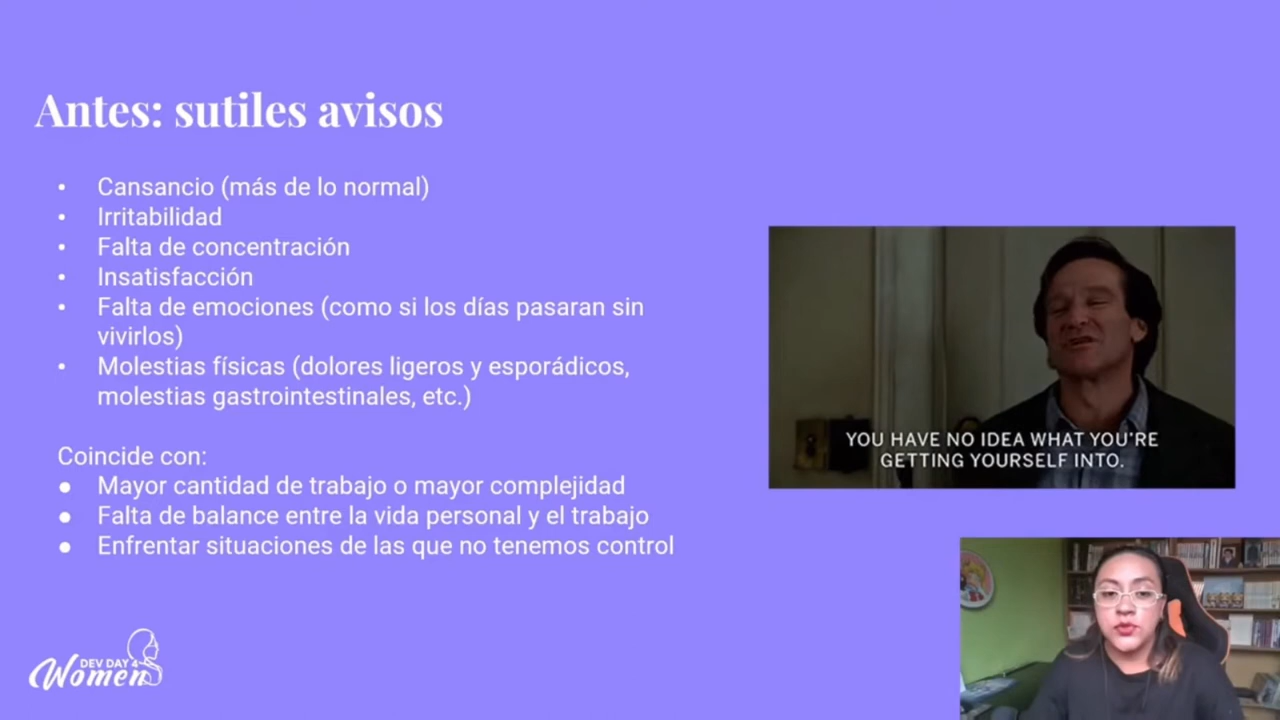 Antes: sutiles avisos
• Cansancio (más de lo normal)
• Irritabilidad
• Falta de concentración
• Insatisfacción
• Falta de emociones (como si los días pasaran sin
vivirlos)
• Molestias físicas (dolores ligeros y esporádicos,
molestias gastrointestinales, etc.)
Coincide con:
● Mayor cantidad de trabajo o mayor complejidad
● Falta de balance entre la vida personal y el trabajo
● Enfrentar situaciones de las que no tenemos control
YOU HAVE NO IDEA WHAT YOU'RE
GETTING YOURSELF INTO.
DEV DAY 4
Women